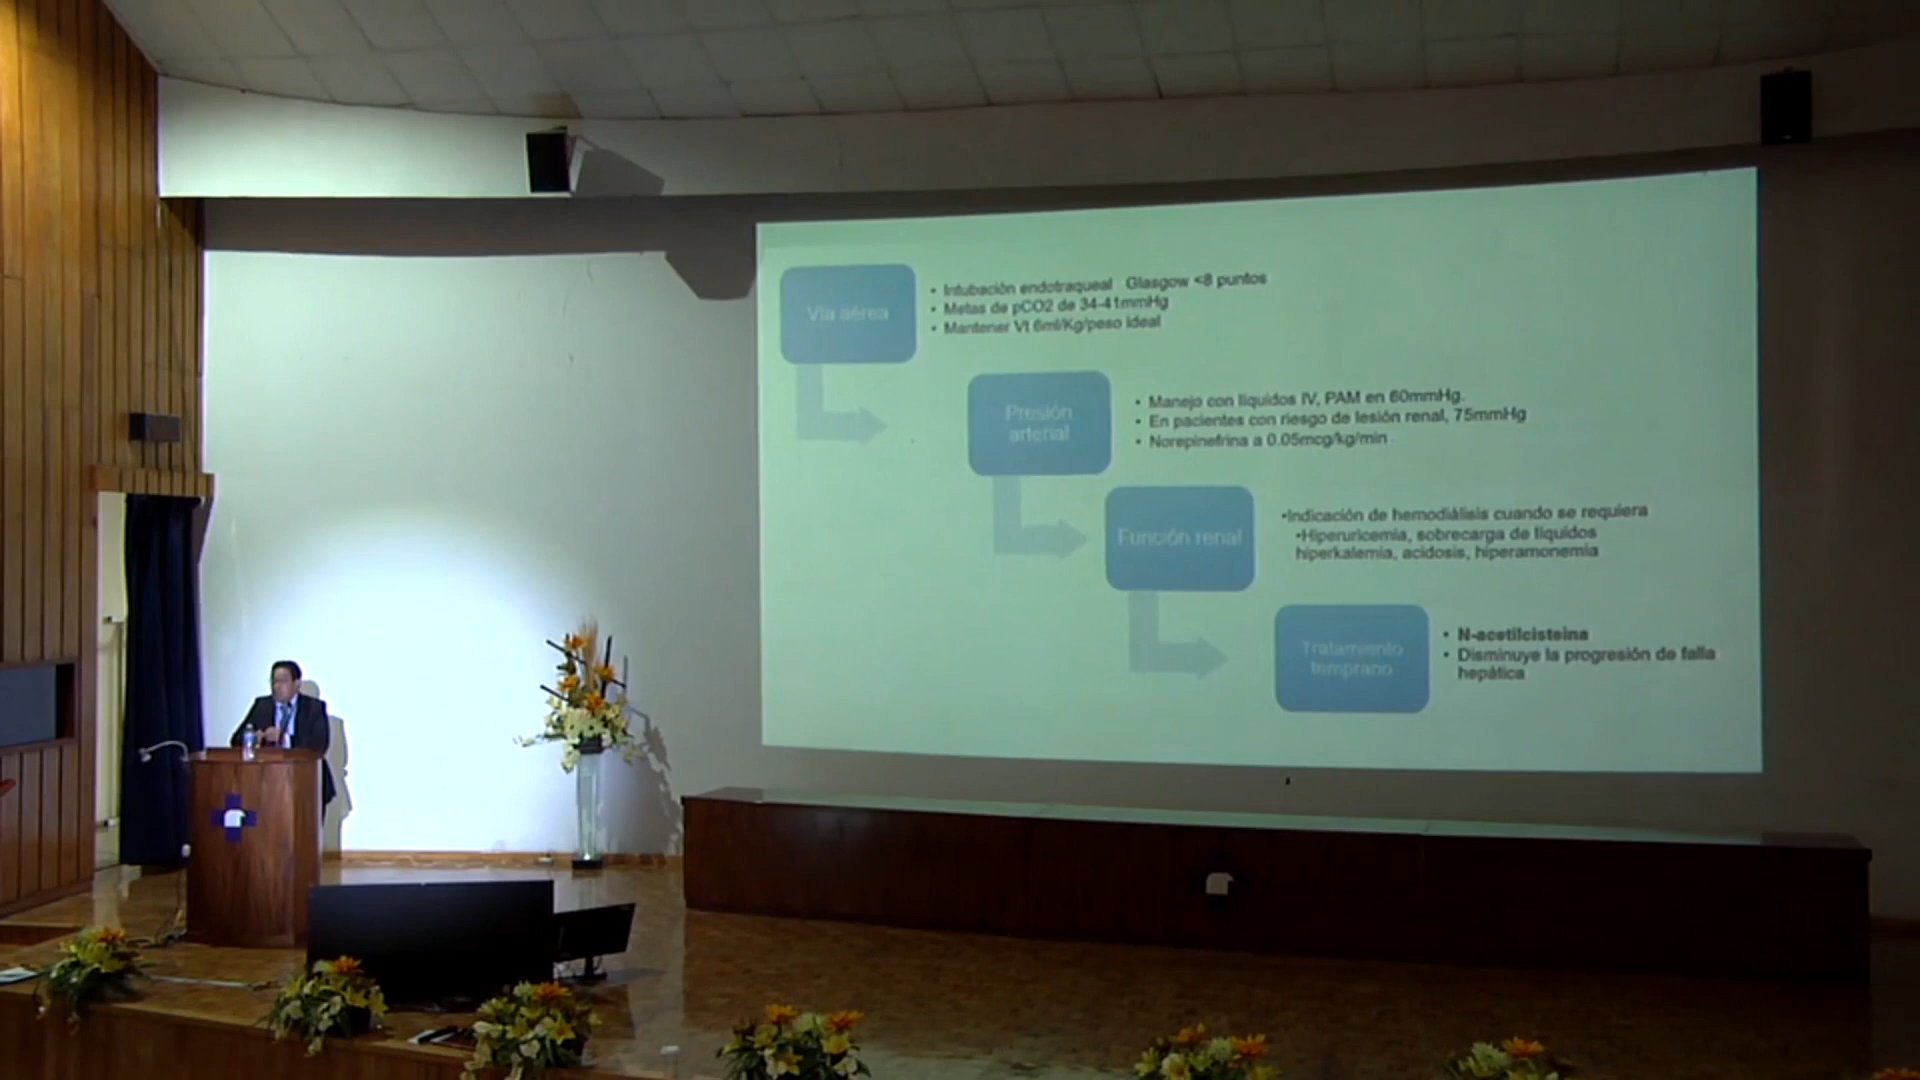 Vía aérea
• Intubación endotraqueal Glasgow <8 puntos
• Metas de pCO2 de 34-41mmHg
• Mantener Vt 6ml/Kg/peso ideal
Presión
arterial
• Manejo con líquidos IV, PAM en 60mmHg.
• En pacientes con riesgo de lesión renal, 75mmHg
• Norepinefrina a 0.05mcg/kg/min
Función renal
•Indicación de hemodiálisis cuando se requiera
•Hiperuricemia, sobrecarga de líquidos
hiperkalemia, acidosis, hiperamonemia
Tratamiento
temprano
• N-acetilcisteina
• Disminuye la progresión de falla
hepática